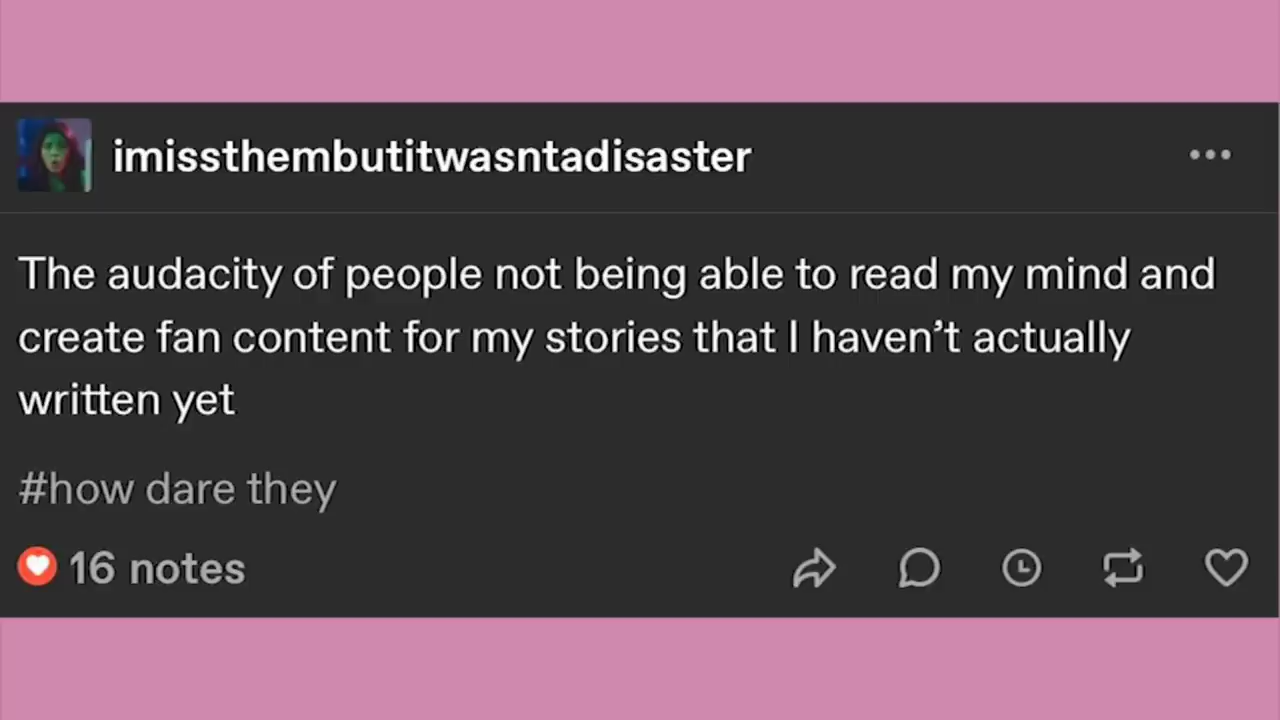 imissthembutitwasntadisaster
The audacity of people not being able to read my mind and
create fan content for my stories that I haven’t actually
written yet
#how dare they
16 notes